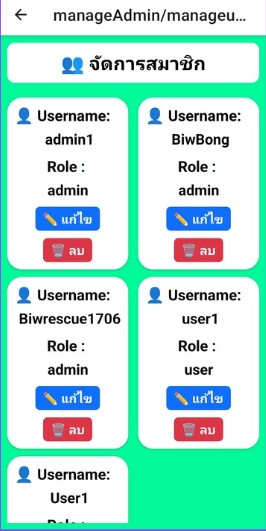 manageAdmin/manageu...
จัดการสมาชิก
Username:
admin1
Role :
admin
แก้ไข
ลบ
Username:
BiwBong
Role :
admin
แก้ไข
ลบ
Username:
Biwrescue1706
Role :
admin
แก้ไข
ลบ
Username:
user1
Role :
user
แก้ไข
ลบ
Username:
User1
Role :